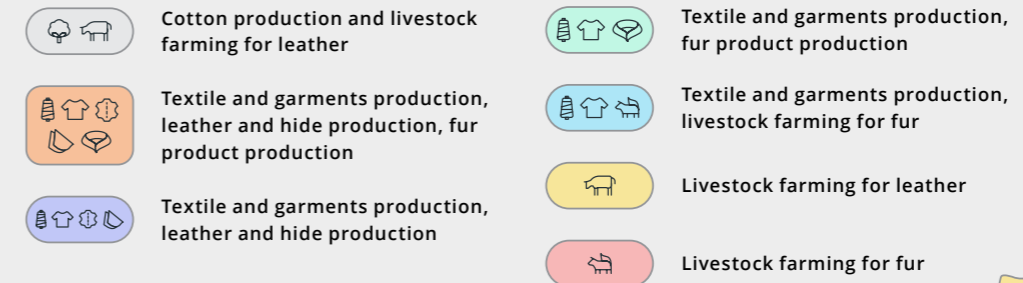 Cotton production and livestock
farming for leather
Textile and garments production,
leather and hide production, fur
product production
Textile and garments production,
leather and hide production
Textile and garments production,
fur product production
Textile and garments production,
livestock farming for fur
Livestock farming for leather
Livestock farming for fur